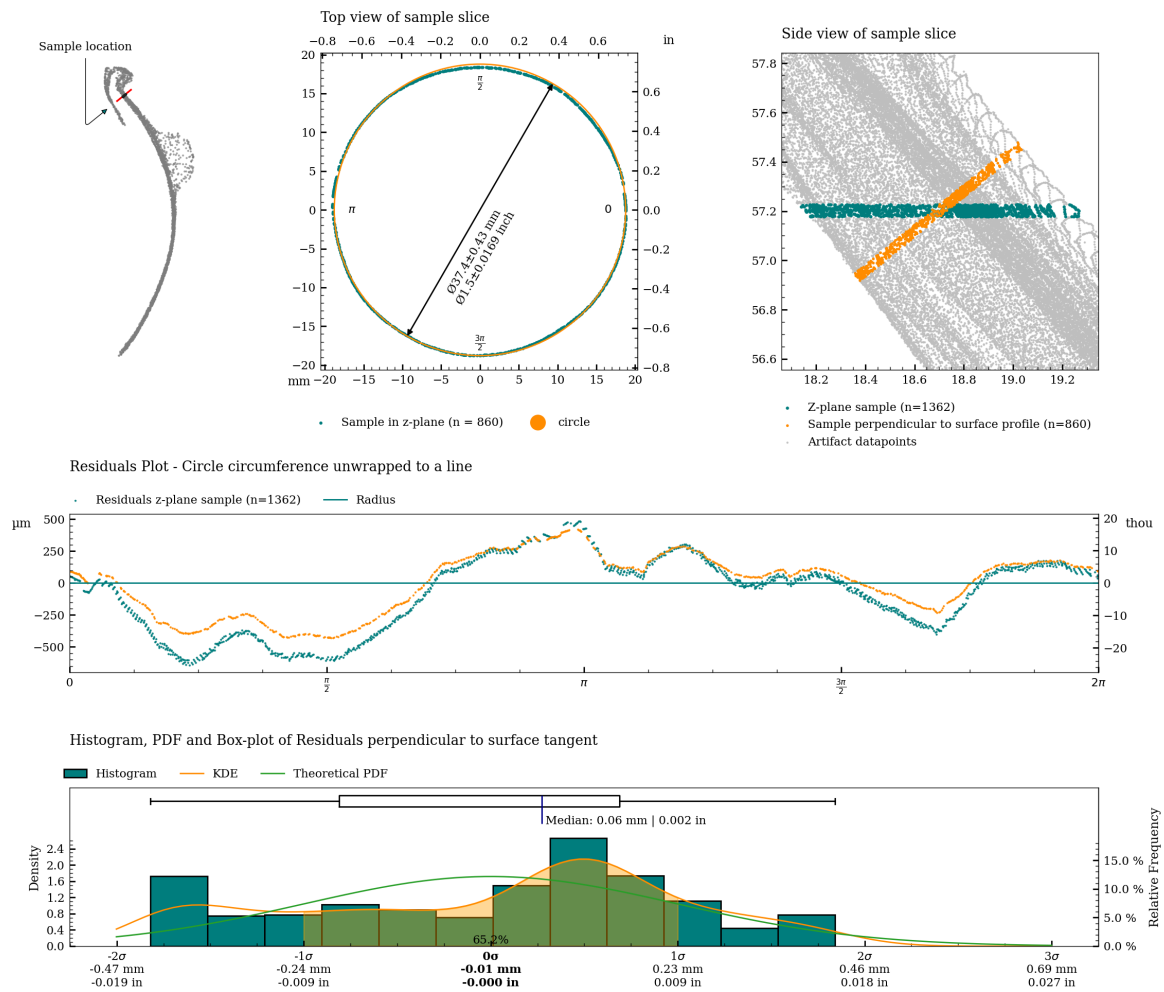 Sample location
Top view of sample slice
−0.8 −0.6 −0.4 −0.2 0.0 0.2 0.4 0.6 in
20
15
10
5
0
−5
−10
−15
−20
0.6
0.4
0.2
0.0
−0.2
−0.4
−0.6
−0.8
π/2
π
0
3π/2
Ø37.4±0.43 mm
Ø1.5±0.0169 inch
mm −20 −15 −10 −5 0 5 10 15 20
Sample in z-plane (n = 860) circle
Side view of sample slice
57.8
57.6
57.4
57.2
57.0
56.8
56.6
18.2 18.4 18.6 18.8 19.0 19.2
Z-plane sample (n=1362)
Sample perpendicular to surface profile (n=860)
Artifact datapoints
Residuals Plot - Circle circumference unwrapped to a line
Residuals z-plane sample (n=1362) Radius
µm
500
250
0
−250
−500
thou
20
10
0
−10
−20
0 π/2 π 3π/2 2π
Histogram, PDF and Box-plot of Residuals perpendicular to surface tangent
Histogram KDE Theoretical PDF
Median: 0.06 mm | 0.002 in
Density
2.4
2.0
1.6
1.2
0.8
0.4
0.0
65.2%
Relative Frequency
15.0 %
10.0 %
5.0 %
0.0 %
-2σ -1σ 0σ 1σ 2σ 3σ
-0.47 mm -0.24 mm -0.01 mm 0.23 mm 0.46 mm 0.69 mm
-0.019 in -0.009 in -0.000 in 0.009 in 0.018 in 0.027 in